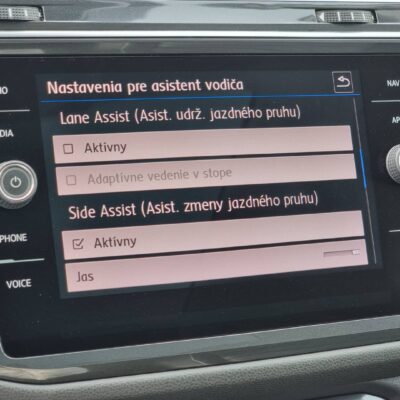 Nastavenia pre asistent vodiča
Lane Assist (Asist. udrž. jazdného pruhu)
Aktívny
Adaptívne vedenie v stope
Side Assist (Asist. zmeny jazdného pruhu)
Aktívny
Jas
PHONE
VOICE
NAV